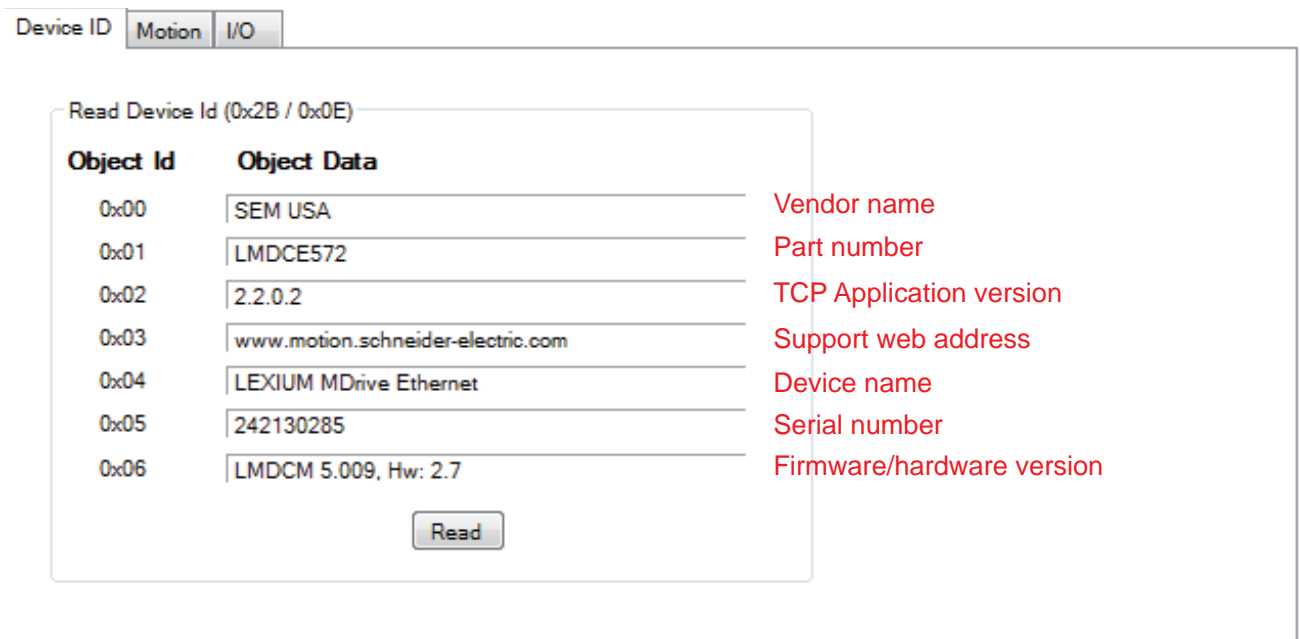 Device ID Motion I/O
Read Device Id (0x2B / 0x0E)
Object Id Object Data
0x00 SEM USA Vendor name
0x01 LMDCE572 Part number
0x02 2.2.0.2 TCP Application version
0x03 www.motion.schneider-electric.com Support web address
0x04 LEXIUM MDrive Ethernet Device name
0x05 242130285 Serial number
0x06 LMDCM 5.009, Hw: 2.7 Firmware/hardware version
Read